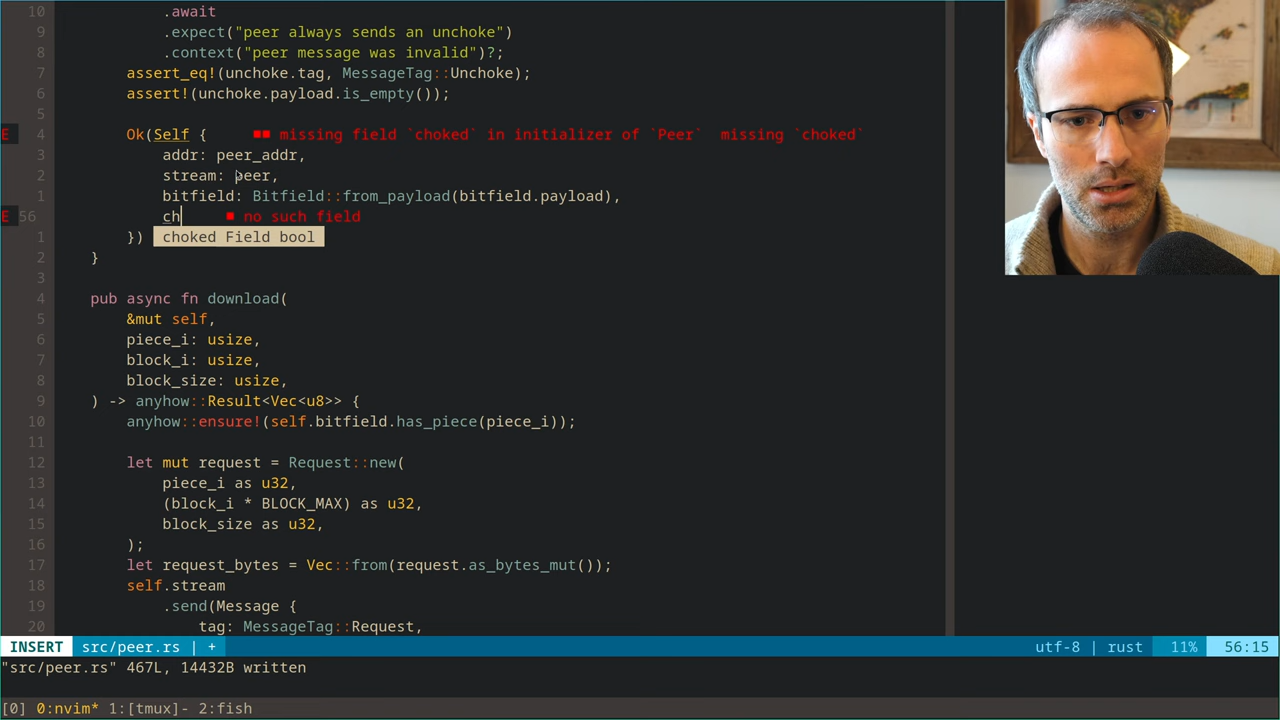 10 .await
9 .expect("peer always sends an unchoke")
8 .context("peer message was invalid")?;
7 assert_eq!(unchoke.tag, MessageTag::Unchoke);
6 assert!(unchoke.payload.is_empty());
5
E 4 Ok(Self { ■■ missing field `choked` in initializer of `Peer` missing `choked`
3 addr: peer_addr,
2 stream: peer,
1 bitfield: Bitfield::from_payload(bitfield.payload),
E 56 ch ■ no such field
1 }) choked Field bool
2 }
3
4 pub async fn download(
5 &mut self,
6 piece_i: usize,
7 block_i: usize,
8 block_size: usize,
9 ) -> anyhow::Result<Vec<u8>> {
10 anyhow::ensure!(self.bitfield.has_piece(piece_i));
11
12 let mut request = Request::new(
13 piece_i as u32,
14 (block_i * BLOCK_MAX) as u32,
15 block_size as u32,
16 );
17 let request_bytes = Vec::from(request.as_bytes_mut());
18 self.stream
19 .send(Message {
20 tag: MessageTag::Request,
INSERT src/peer.rs | + utf-8 | rust 11% 56:15
"src/peer.rs" 467L, 14432B written
[0] 0:nvim* 1:[tmux]- 2:fish